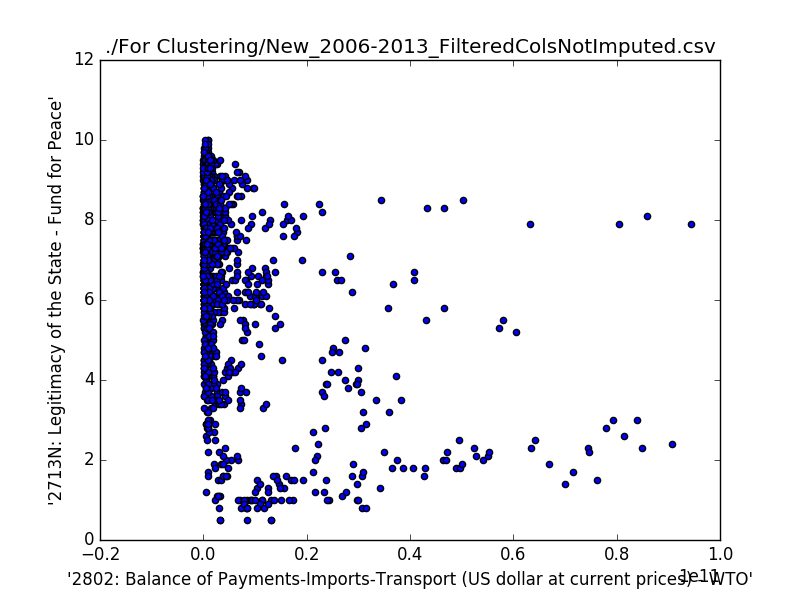 ./For Clustering/New_2006-2013_FilteredColsNotImputed.csv
12
10
8
6
4
2
0
'2713N: Legitimacy of the State - Fund for Peace'
−0.2 0.0 0.2 0.4 0.6 0.8 1.0
1e11
'2802: Balance of Payments-Imports-Transport (US dollar at current prices) - WTO'